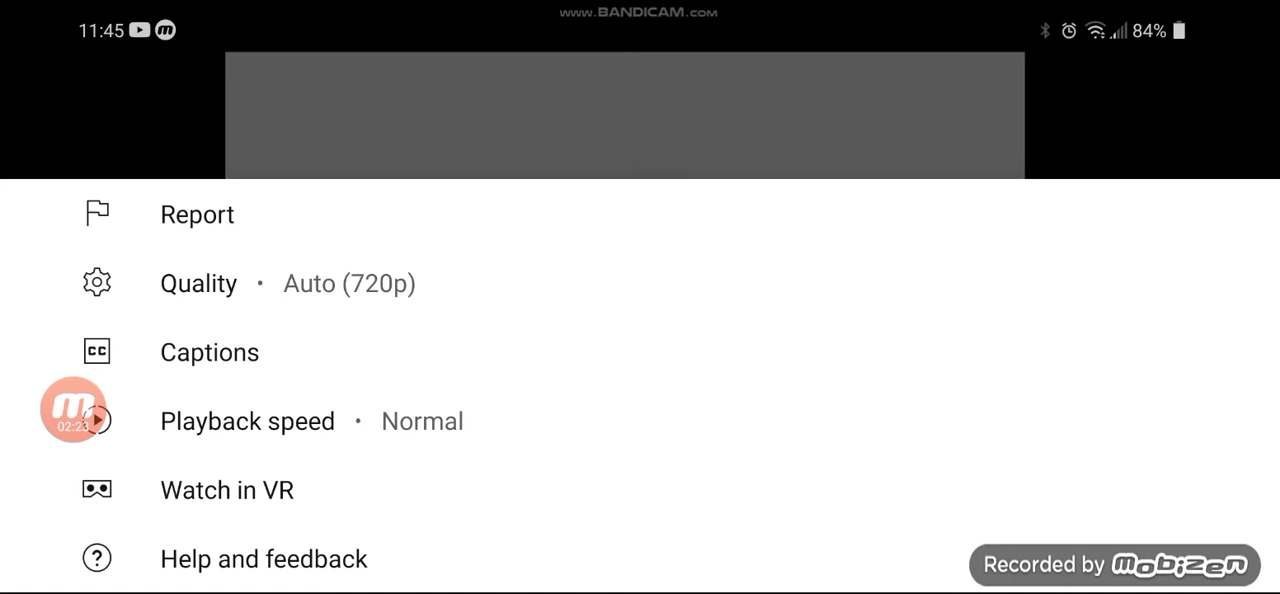 www.BANDICAM.com
11:45 84%
Report
Quality • Auto (720p)
CC Captions
Playback speed • Normal
m 02:23
Watch in VR
? Help and feedback
Recorded by mobizen